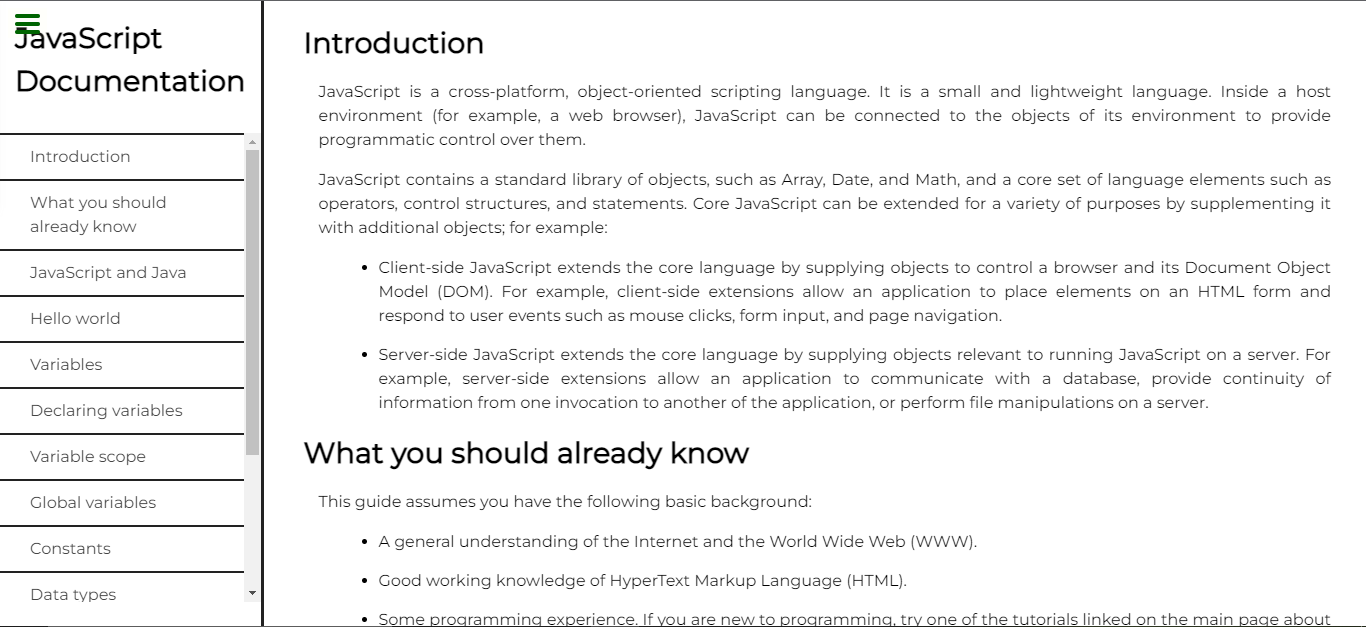 JavaScript
Documentation
Introduction
What you should
already know
JavaScript and Java
Hello world
Variables
Declaring variables
Variable scope
Global variables
Constants
Data types
Introduction
JavaScript is a cross-platform, object-oriented scripting language. It is a small and lightweight language. Inside a host
environment (for example, a web browser), JavaScript can be connected to the objects of its environment to provide
programmatic control over them.
JavaScript contains a standard library of objects, such as Array, Date, and Math, and a core set of language elements such as
operators, control structures, and statements. Core JavaScript can be extended for a variety of purposes by supplementing it
with additional objects; for example:
• Client-side JavaScript extends the core language by supplying objects to control a browser and its Document Object
Model (DOM). For example, client-side extensions allow an application to place elements on an HTML form and
respond to user events such as mouse clicks, form input, and page navigation.
• Server-side JavaScript extends the core language by supplying objects relevant to running JavaScript on a server. For
example, server-side extensions allow an application to communicate with a database, provide continuity of
information from one invocation to another of the application, or perform file manipulations on a server.
What you should already know
This guide assumes you have the following basic background:
• A general understanding of the Internet and the World Wide Web (WWW).
• Good working knowledge of HyperText Markup Language (HTML).
• Some programming experience. If you are new to programming, try one of the tutorials linked on the main page about